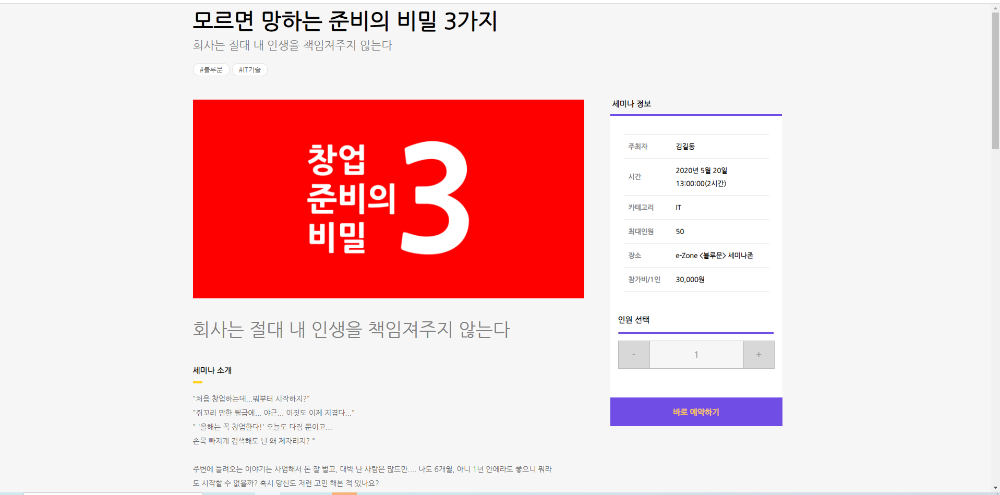 모르면 망하는 준비의 비밀 3가지
회사는 절대 내 인생을 책임져주지 않는다
#블루문 #IT기술
창업
준비의
비밀
3
회사는 절대 내 인생을 책임져주지 않는다
세미나 소개
"처음 창업하는데...뭐부터 시작하지?"
"쥐꼬리 만한 월급에... 야근... 이짓도 이제 지겹다..."
" '올해는 꼭 창업한다!' 오늘도 다짐 뿐이고...
손목 빠지게 검색해도 난 왜 제자리지? "
주변에 들려오는 이야기는 사업해서 돈 잘 벌고, 대박 난 사람은 많드만.... 나도 6개월, 아니 1년 안에라도 좋으니 뭐라
도 시작할 수 없을까? 혹시 당신도 저런 고민 해본 적 있나요?
세미나 정보
주최자 김길동
시간 2020년 5월 20일
13:00:00(2시간)
카테고리 IT
최대인원 50
장소 e-Zone <블루문> 세미나존
참가비/1인 30,000원
인원 선택
- 1 +
바로 예약하기